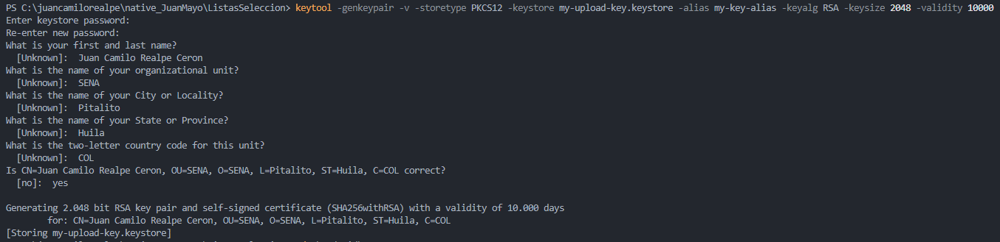 PS C:\juancamilorealpe\native_JuanMayo\ListasSeleccion> keytool -genkeypair -v -storetype PKCS12 -keystore my-upload-key.keystore -alias my-key-alias -keyalg RSA -keysize 2048 -validity 10000
Enter keystore password:
Re-enter new password:
What is your first and last name?
[Unknown]: Juan Camilo Realpe Ceron
What is the name of your organizational unit?
[Unknown]: SENA
What is the name of your City or Locality?
[Unknown]: Pitalito
What is the name of your State or Province?
[Unknown]: Huila
What is the two-letter country code for this unit?
[Unknown]: COL
Is CN=Juan Camilo Realpe Ceron, OU=SENA, O=SENA, L=Pitalito, ST=Huila, C=COL correct?
[no]: yes
Generating 2.048 bit RSA key pair and self-signed certificate (SHA256withRSA) with a validity of 10.000 days
for: CN=Juan Camilo Realpe Ceron, OU=SENA, O=SENA, L=Pitalito, ST=Huila, C=COL
[Storing my-upload-key.keystore]